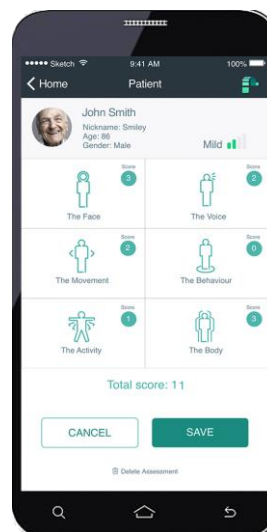 Sketch 9:41 AM 100%
Home Patient
John Smith
Nickname: Smiley
Age: 86
Gender: Male
Mild
Score
3
The Face
Score
2
The Voice
Score
2
The Movement
Score
0
The Behaviour
Score
1
The Activity
Score
3
The Body
Total score: 11
CANCEL SAVE
Delete Assessment